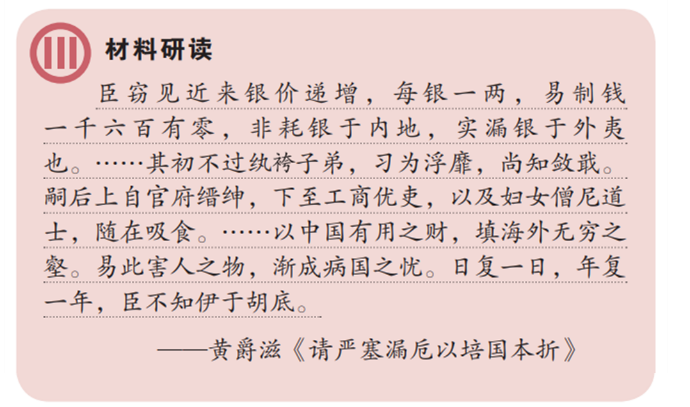 材料研读
臣窃见近来银价递增，每银一两，易制钱
一千六百有零，非耗银于内地，实漏银于外夷
也。……其初不过纨袴子弟，习为浮靡，尚知敛戢。
嗣后上自官府缙绅，下至工商优吏，以及妇女僧尼道
士，随在吸食。……以中国有用之财，填海外无穷之
壑。易此害人之物，渐成病国之忧。日复一日，年复
一年，臣不知伊于胡底。
——黄爵滋《请严塞漏卮以培国本折》